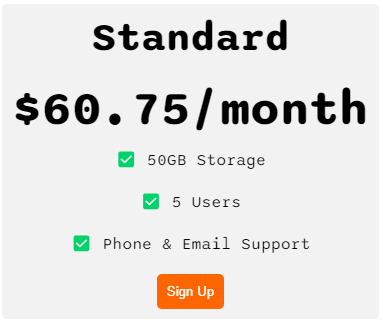 Standard
$60.75/month
50GB Storage
5 Users
Phone & Email Support
Sign Up